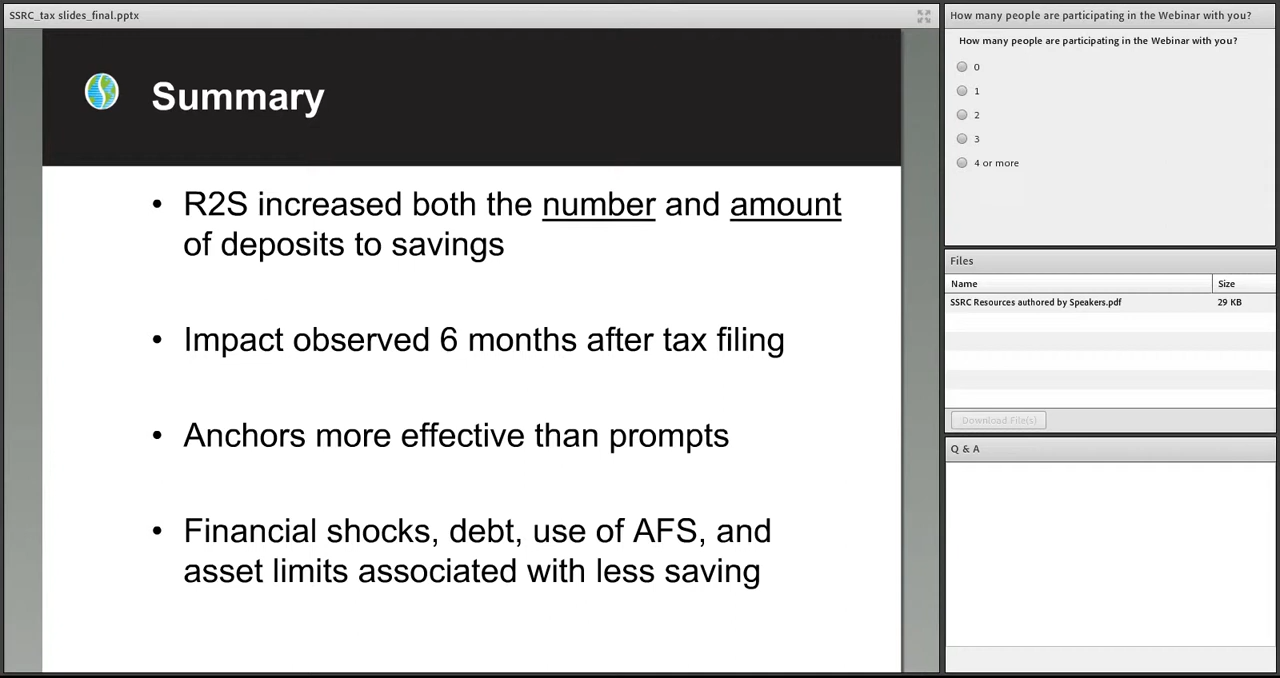 SSRC_tax slides_final.pptx
Summary
• R2S increased both the number and amount
of deposits to savings
• Impact observed 6 months after tax filing
• Anchors more effective than prompts
• Financial shocks, debt, use of AFS, and
asset limits associated with less saving
How many people are participating in the Webinar with you?
How many people are participating in the Webinar with you?
0
1
2
3
4 or more
Files
Name Size
SSRC Resources authored by Speakers.pdf 29 KB
Download File(s)
Q & A